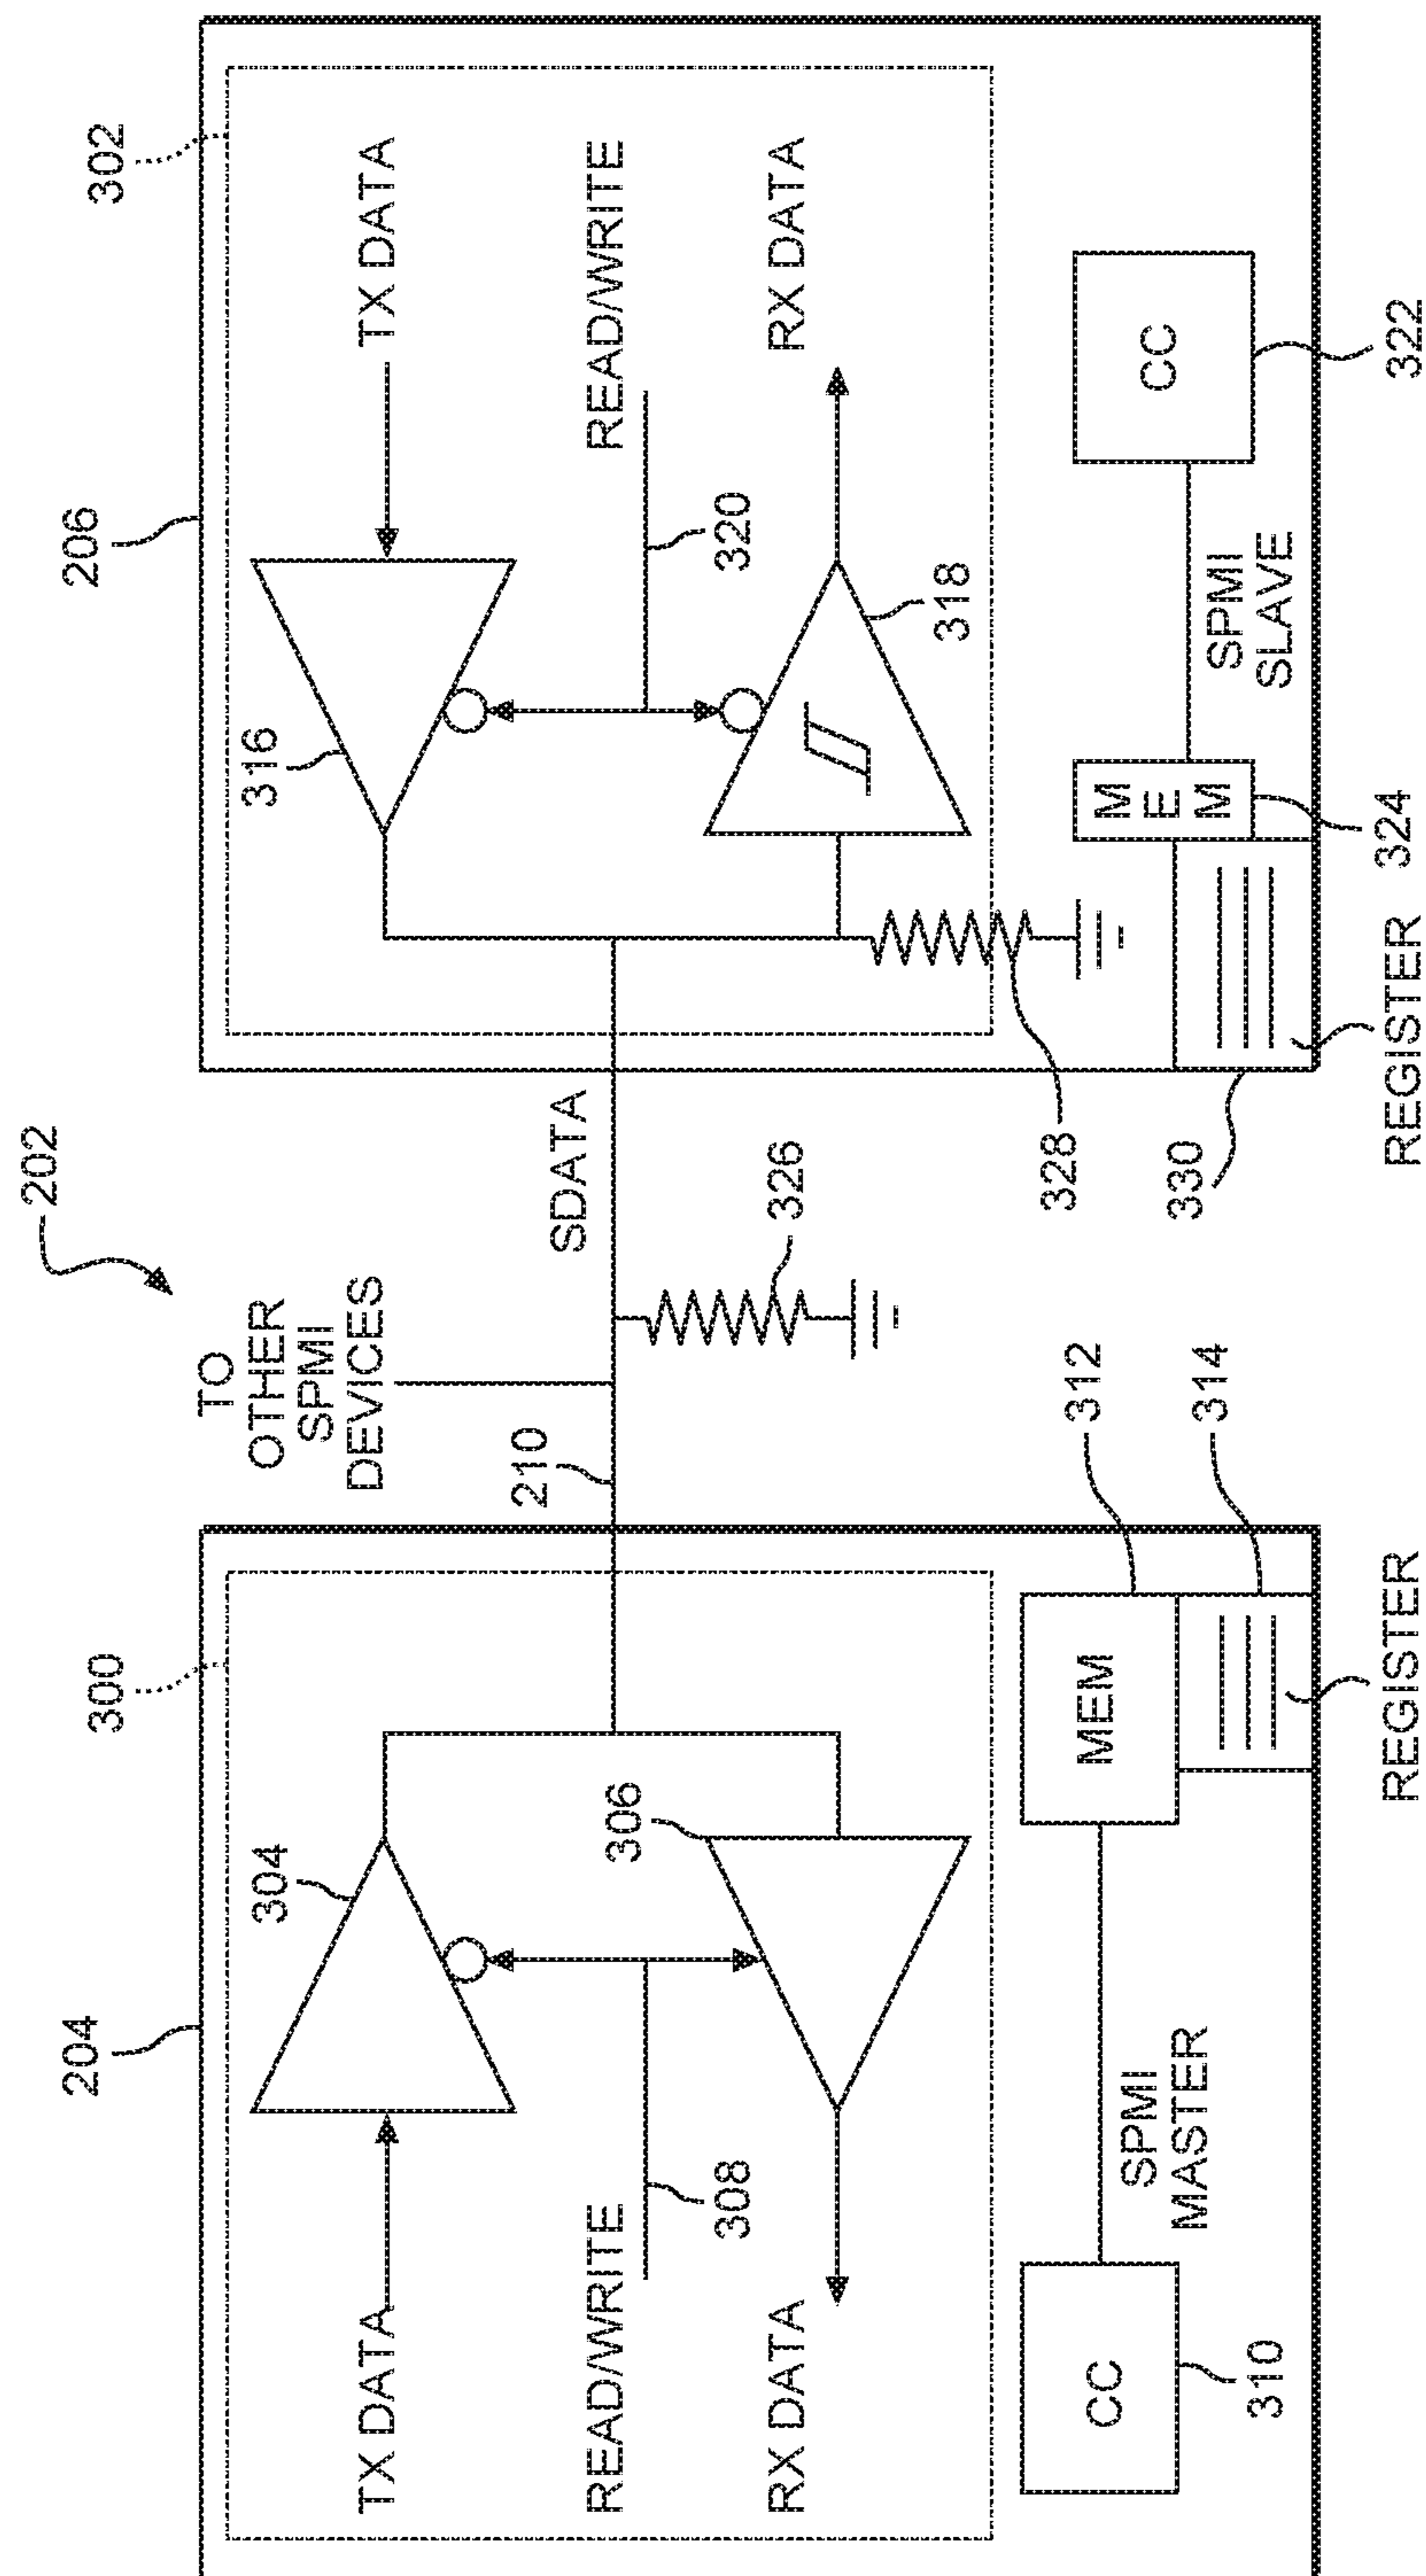 202
204
206
300
302
TO
OTHER
SPMI
DEVICES
TX DATA
304
316
TX DATA
210
SDATA
READ/WRITE
308
306
320
READ/WRITE
RX DATA
326
318
RX DATA
328
CC
310
SPMI
MASTER
MEM
312
314
REGISTER
330
REGISTER
M
E
M
324
SPMI
SLAVE
CC
322